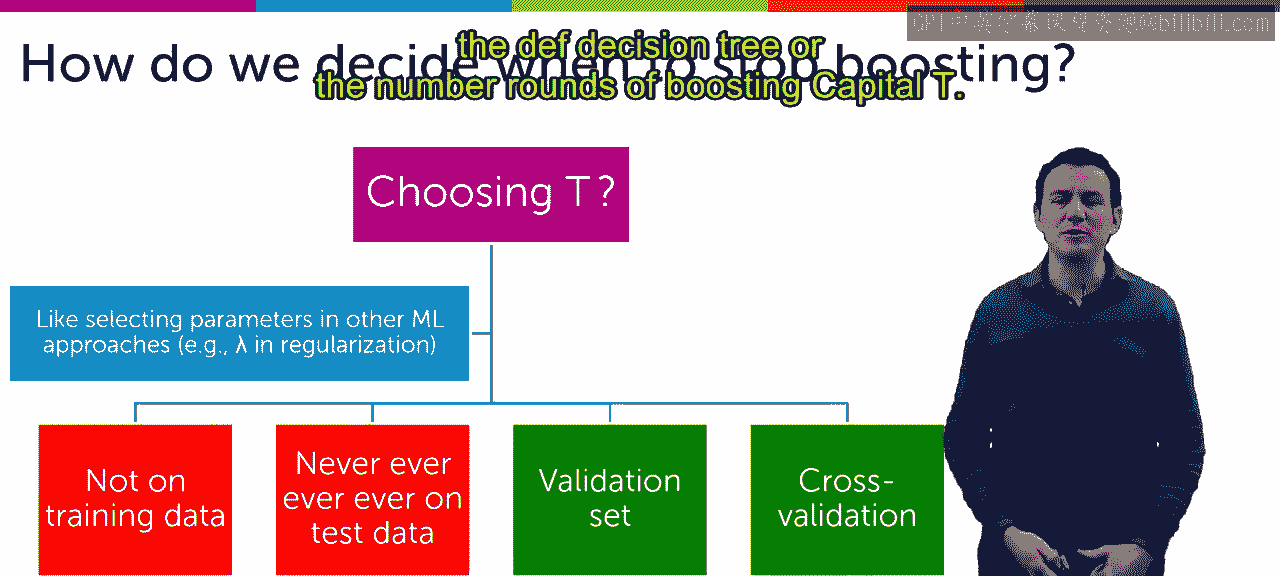 How do we decide when to stop boosting?
the def decision tree or
the number rounds of boosting Capital T.
Choosing T?
Like selecting parameters in other ML
approaches (e.g., λ in regularization)
Not on
training data
Never ever
ever ever on
test data
Validation
set
Cross-
validation